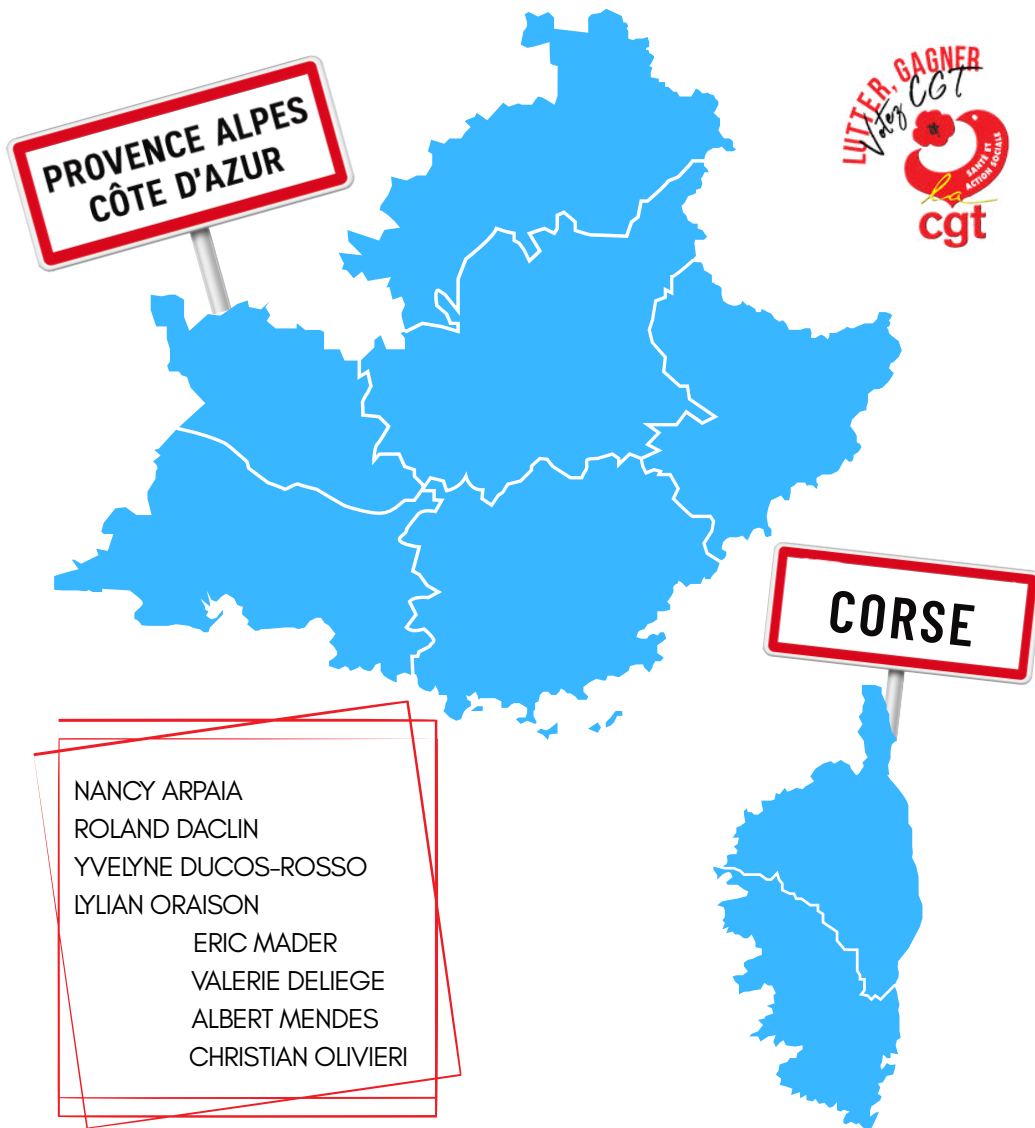 PROVENCE ALPES
CÔTE D'AZUR
LUTTER, GAGNER
Votez CGT
SANTÉ ET
ACTION SOCIALE
la
cgt
CORSE
NANCY ARPAIA
ROLAND DACLIN
YVELYNE DUCOS-ROSSO
LYLIAN ORAISON
ERIC MADER
VALERIE DELIEGE
ALBERT MENDES
CHRISTIAN OLIVIERI